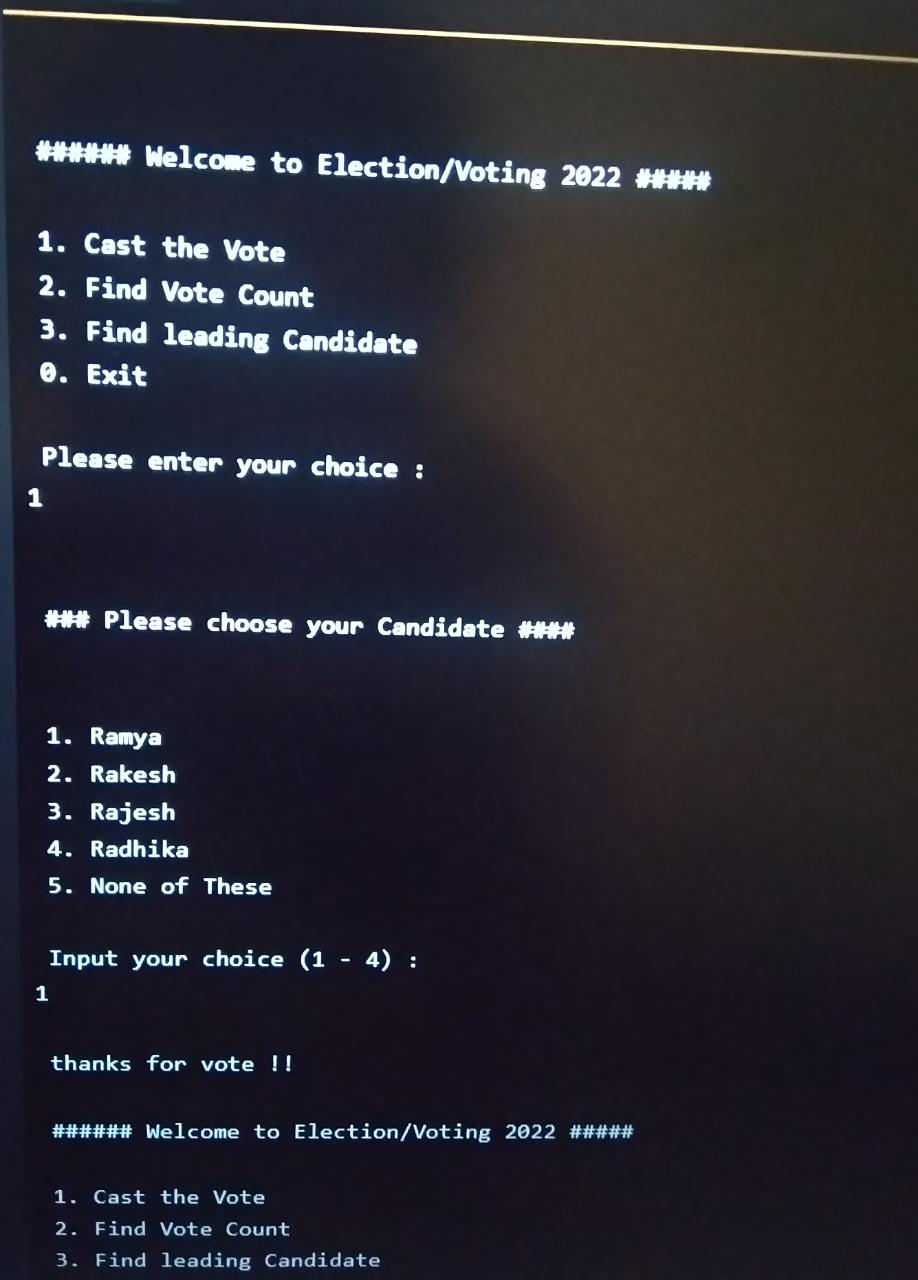 ###### Welcome to Election/Voting 2022 #####
1. Cast the Vote
2. Find Vote Count
3. Find leading Candidate
0. Exit
Please enter your choice :
1
### Please choose your Candidate ####
1. Ramya
2. Rakesh
3. Rajesh
4. Radhika
5. None of These
Input your choice (1 - 4) :
1
thanks for vote !!
###### Welcome to Election/Voting 2022 #####
1. Cast the Vote
2. Find Vote Count
3. Find leading Candidate